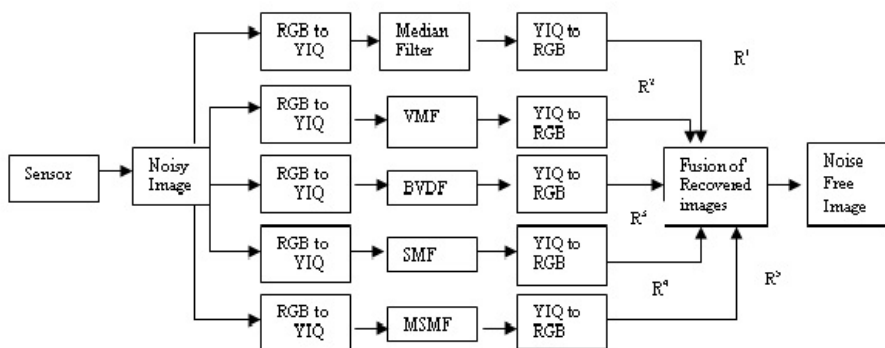 RGB to
YIQ
Median
Filter
YIQ to
RGB
R¹
R²
RGB to
YIQ
VMF
YIQ to
RGB
Sensor
Noisy
Image
RGB to
YIQ
BVDF
YIQ to
RGB
Fusion of
Recovered
images
Noise
Free
Image
RGB to
YIQ
SMF
YIQ to
RGB
R⁴
RGB to
YIQ
MSMF
YIQ to
RGB